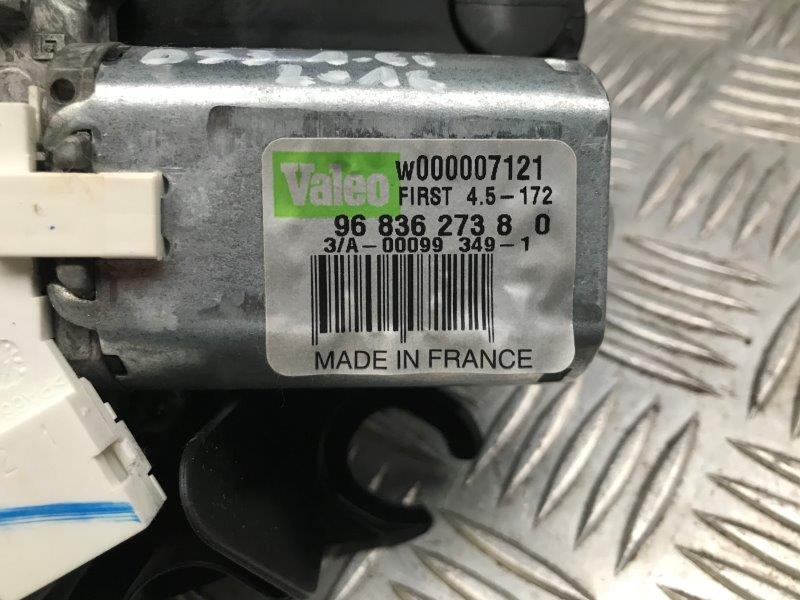 Valeo
W000007121
FIRST 4.5-172
96 836 273 8 0
3/A-00099 349-1
MADE IN FRANCE